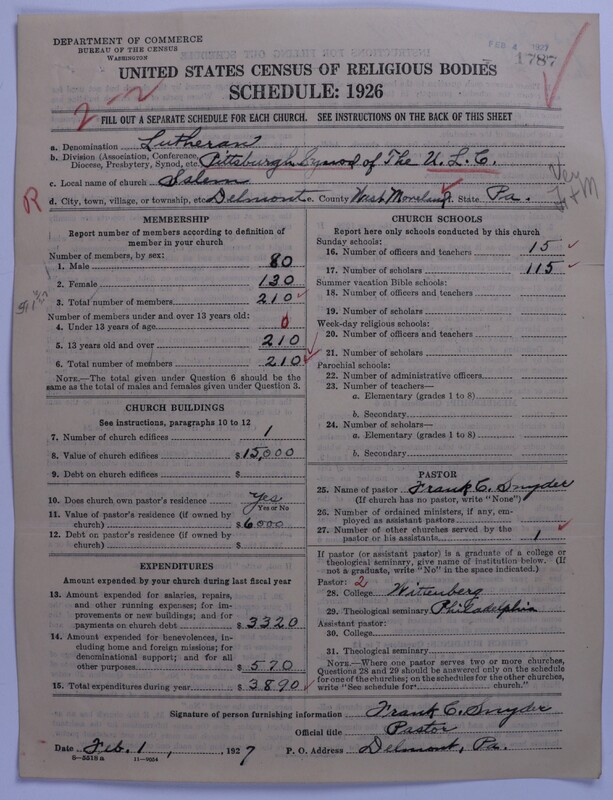 DEPARTMENT OF COMMERCE
BUREAU OF THE CENSUS
WASHINGTON
FEB 4 1927
1787
UNITED STATES CENSUS OF RELIGIOUS BODIES
SCHEDULE: 1926
2-2
FILL OUT A SEPARATE SCHEDULE FOR EACH CHURCH. SEE INSTRUCTIONS ON THE BACK OF THIS SHEET
a. Denomination Lutheran
b. Division (Association, Conference, Diocese, Presbytery, Synod, etc. Pittsburgh Synod of The U. L. C.
c. Local name of church Salem
R d. City, town, village, or township, etc. Delmont e. County West Moreland f. State Pa.
MEMBERSHIP
Report number of members according to definition of
member in your church
Number of members, by sex:
1. Male 80
2. Female 130
3. Total number of members 210
Number of members under and over 13 years old:
4. Under 13 years of age 0
5. 13 years old and over 210
6. Total number of members 210
NOTE.—The total given under Question 6 should be the
same as the total of males and females given under Question 3.
CHURCH BUILDINGS
See instructions, paragraphs 10 to 12
7. Number of church edifices 1
8. Value of church edifices $15,000
9. Debt on church edifices $
10. Does church own pastor's residence Yes
Yes or No
11. Value of pastor's residence (if owned by
church) $6000
12. Debt on pastor's residence (if owned by
church) $
EXPENDITURES
Amount expended by your church during last fiscal year
13. Amount expended for salaries, repairs,
and other running expenses; for im-
provements or new buildings; and for
payments on church debt $3320
14. Amount expended for benevolences, in-
cluding home and foreign missions; for
denominational support; and for all
other purposes $570
15. Total expenditures during year $3890
CHURCH SCHOOLS
Report here only schools conducted by this church
Sunday schools:
16. Number of officers and teachers 15
17. Number of scholars 115
Summer vacation Bible schools:
18. Number of officers and teachers
19. Number of scholars
Week-day religious schools:
20. Number of officers and teachers
21. Number of scholars
Parochial schools:
22. Number of administrative officers
23. Number of teachers—
a. Elementary (grades 1 to 8)
b. Secondary
24. Number of scholars—
a. Elementary (grades 1 to 8)
b. Secondary
PASTOR
25. Name of pastor Frank C. Snyder
(If church has no pastor, write "None")
26. Number of ordained ministers, if any, em-
ployed as assistant pastors
27. Number of other churches served by the
pastor or his assistants 1
If pastor (or assistant pastor) is a graduate of a college or
theological seminary, give name of institution below. (If
not a graduate, write "No" in the space indicated.)
Pastor: 2
28. College Wittenberg
29. Theological seminary Philadelphia
Assistant pastor:
30. College
31. Theological seminary
NOTE.—Where one pastor serves two or more churches,
Questions 28 and 29 should be answered only on the schedule
for one of the churches; on the schedules for the other churches,
write "See schedule for church."
Signature of person furnishing information Frank C. Snyder
Official title Pastor
Date Feb. 1, 1927 P. O. Address Delmont, Pa.
8-5518a 11-9034